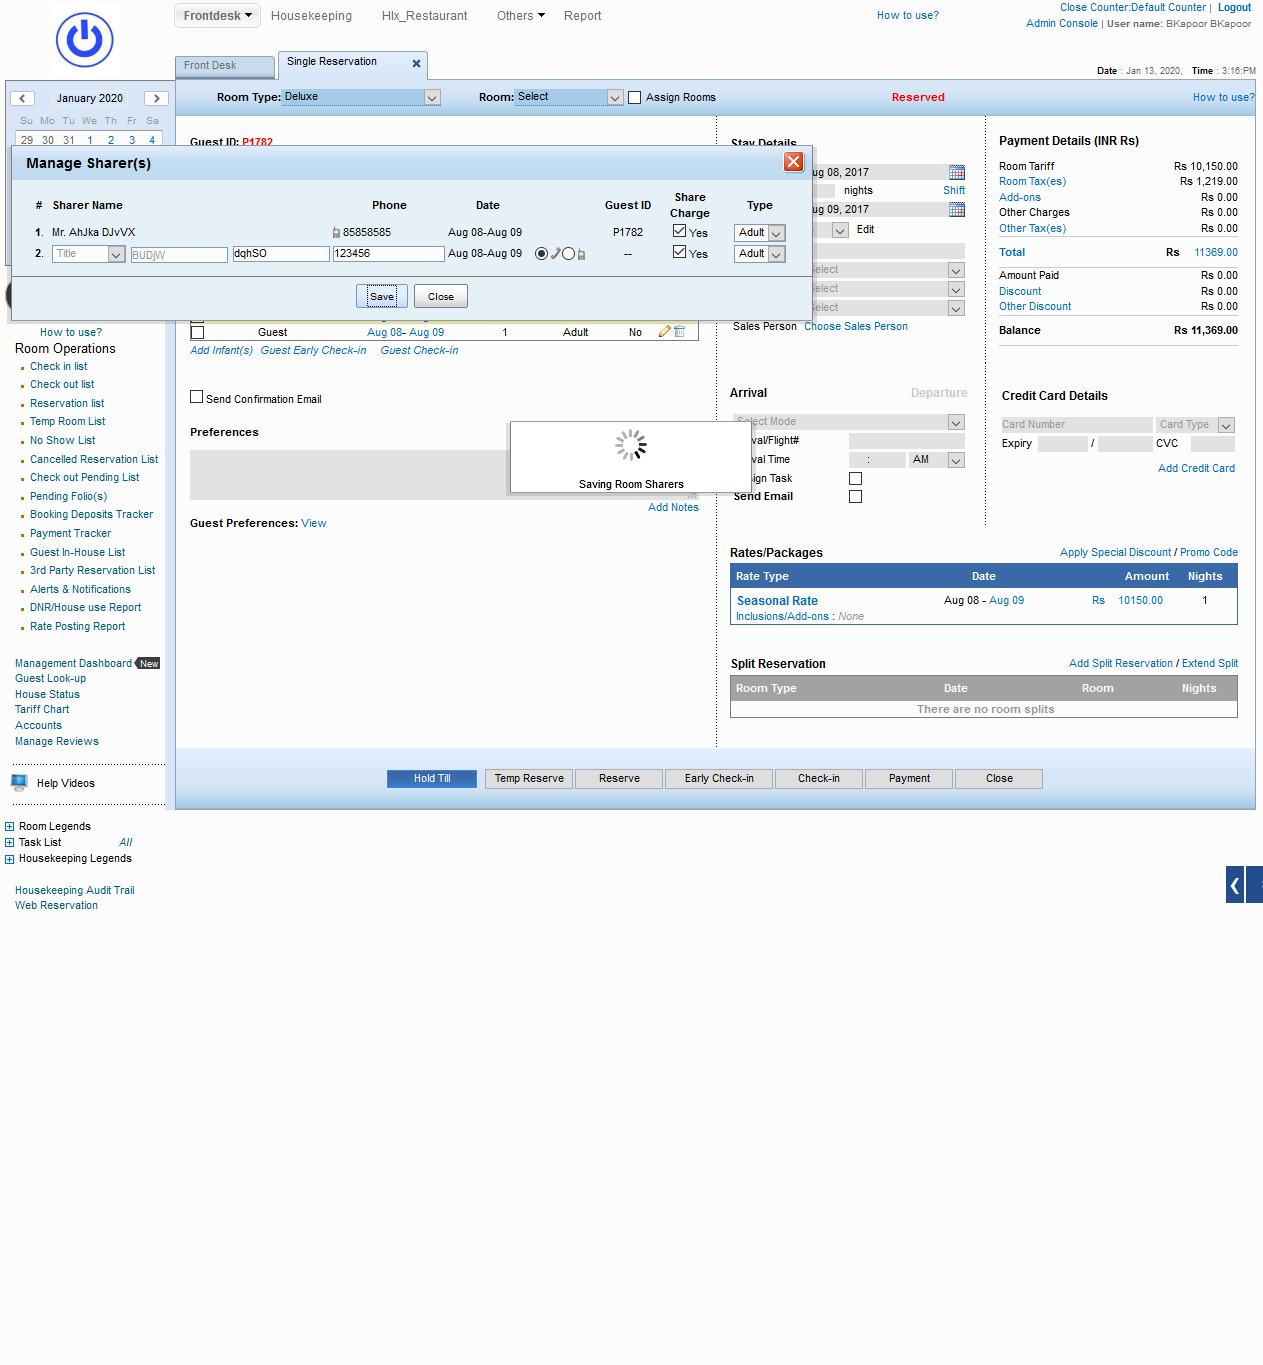 Frontdesk Housekeeping Hlx_Restaurant Others Report
How to use?
Close Counter:Default Counter | Logout
Admin Console | User name: BKapoor BKapoor
Front Desk
Single Reservation
Date : Jan 13, 2020, Time : 3:16:PM
January 2020
Su Mo Tu We Th Fr Sa
29 30 31 1 2 3 4
Room Type: Deluxe Room: Select Assign Rooms Reserved How to use?
Guest ID: P1782
Manage Sharer(s)
# Sharer Name Phone Date Guest ID Share Charge Type
1. Mr. AhJka DJvVX 85858585 Aug 08-Aug 09 P1782 Yes Adult
2. Title BUDjW dqhSO 123456 Aug 08-Aug 09 -- Yes Adult
Save Close
Guest Aug 08- Aug 09 1 Adult No
Add Infant(s) Guest Early Check-in Guest Check-in
Send Confirmation Email
Preferences
Add Notes
Guest Preferences: View
Saving Room Sharers
Stay Details
ug 08, 2017
nights Shift
ug 09, 2017
Edit
elect
elect
elect
Sales Person Choose Sales Person
Arrival Departure
Select Mode
val/Flight#
val Time : AM
sign Task
Send Email
Payment Details (INR Rs)
Room Tariff Rs 10,150.00
Room Tax(es) Rs 1,219.00
Add-ons Rs 0.00
Other Charges Rs 0.00
Other Tax(es) Rs 0.00
Total Rs 11369.00
Amount Paid Rs 0.00
Discount Rs 0.00
Other Discount Rs 0.00
Balance Rs 11,369.00
Credit Card Details
Card Number Card Type
Expiry / CVC
Add Credit Card
Rates/Packages Apply Special Discount / Promo Code
Rate Type Date Amount Nights
Seasonal Rate Aug 08 - Aug 09 Rs 10150.00 1
Inclusions/Add-ons : None
Split Reservation Add Split Reservation / Extend Split
Room Type Date Room Nights
There are no room splits
Hold Till Temp Reserve Reserve Early Check-in Check-in Payment Close
How to use?
Room Operations
Check in list
Check out list
Reservation list
Temp Room List
No Show List
Cancelled Reservation List
Check out Pending List
Pending Folio(s)
Booking Deposits Tracker
Payment Tracker
Guest In-House List
3rd Party Reservation List
Alerts & Notifications
DNR/House use Report
Rate Posting Report
Management Dashboard New
Guest Look-up
House Status
Tariff Chart
Accounts
Manage Reviews
Help Videos
Room Legends
Task List All
Housekeeping Legends
Housekeeping Audit Trail
Web Reservation